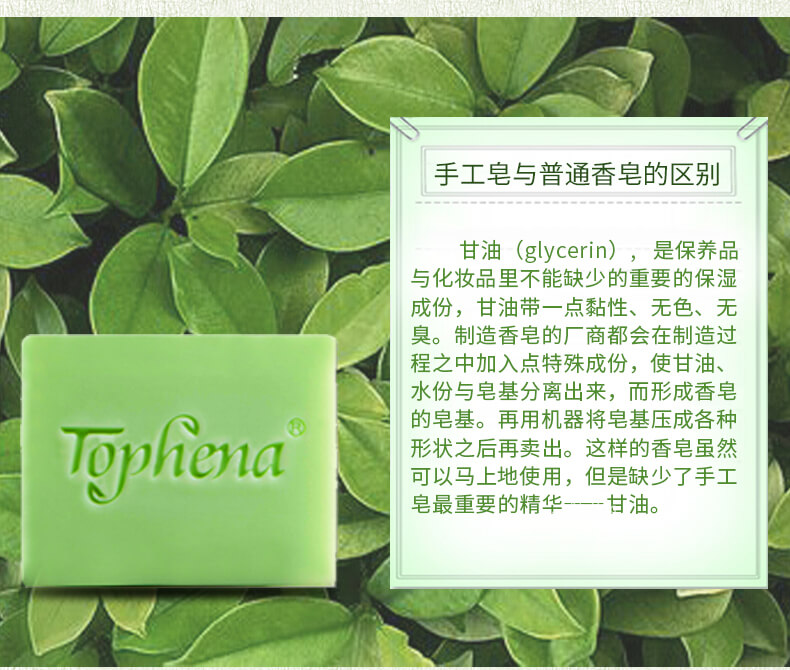 手工皂与普通香皂的区别
甘油（glycerin），是保养品
与化妆品里不能缺少的重要的保湿
成份，甘油带一点黏性、无色、无
臭。制造香皂的厂商都会在制造过
程之中加入点特殊成份，使甘油、
水份与皂基分离出来，而形成香皂
的皂基。再用机器将皂基压成各种
形状之后再卖出。这样的香皂虽然
可以马上地使用，但是缺少了手工
皂最重要的精华-----甘油。
Tophena®